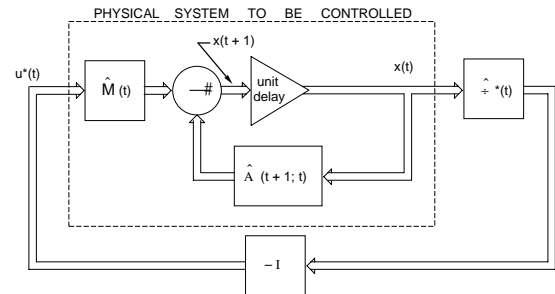 PHYSICAL SYSTEM TO BE CONTROLLED
x(t + 1)
u*(t)
x(t)
M̂ (t)
—#
unit
delay
÷̂ *(t)
Â (t + 1; t)
– I